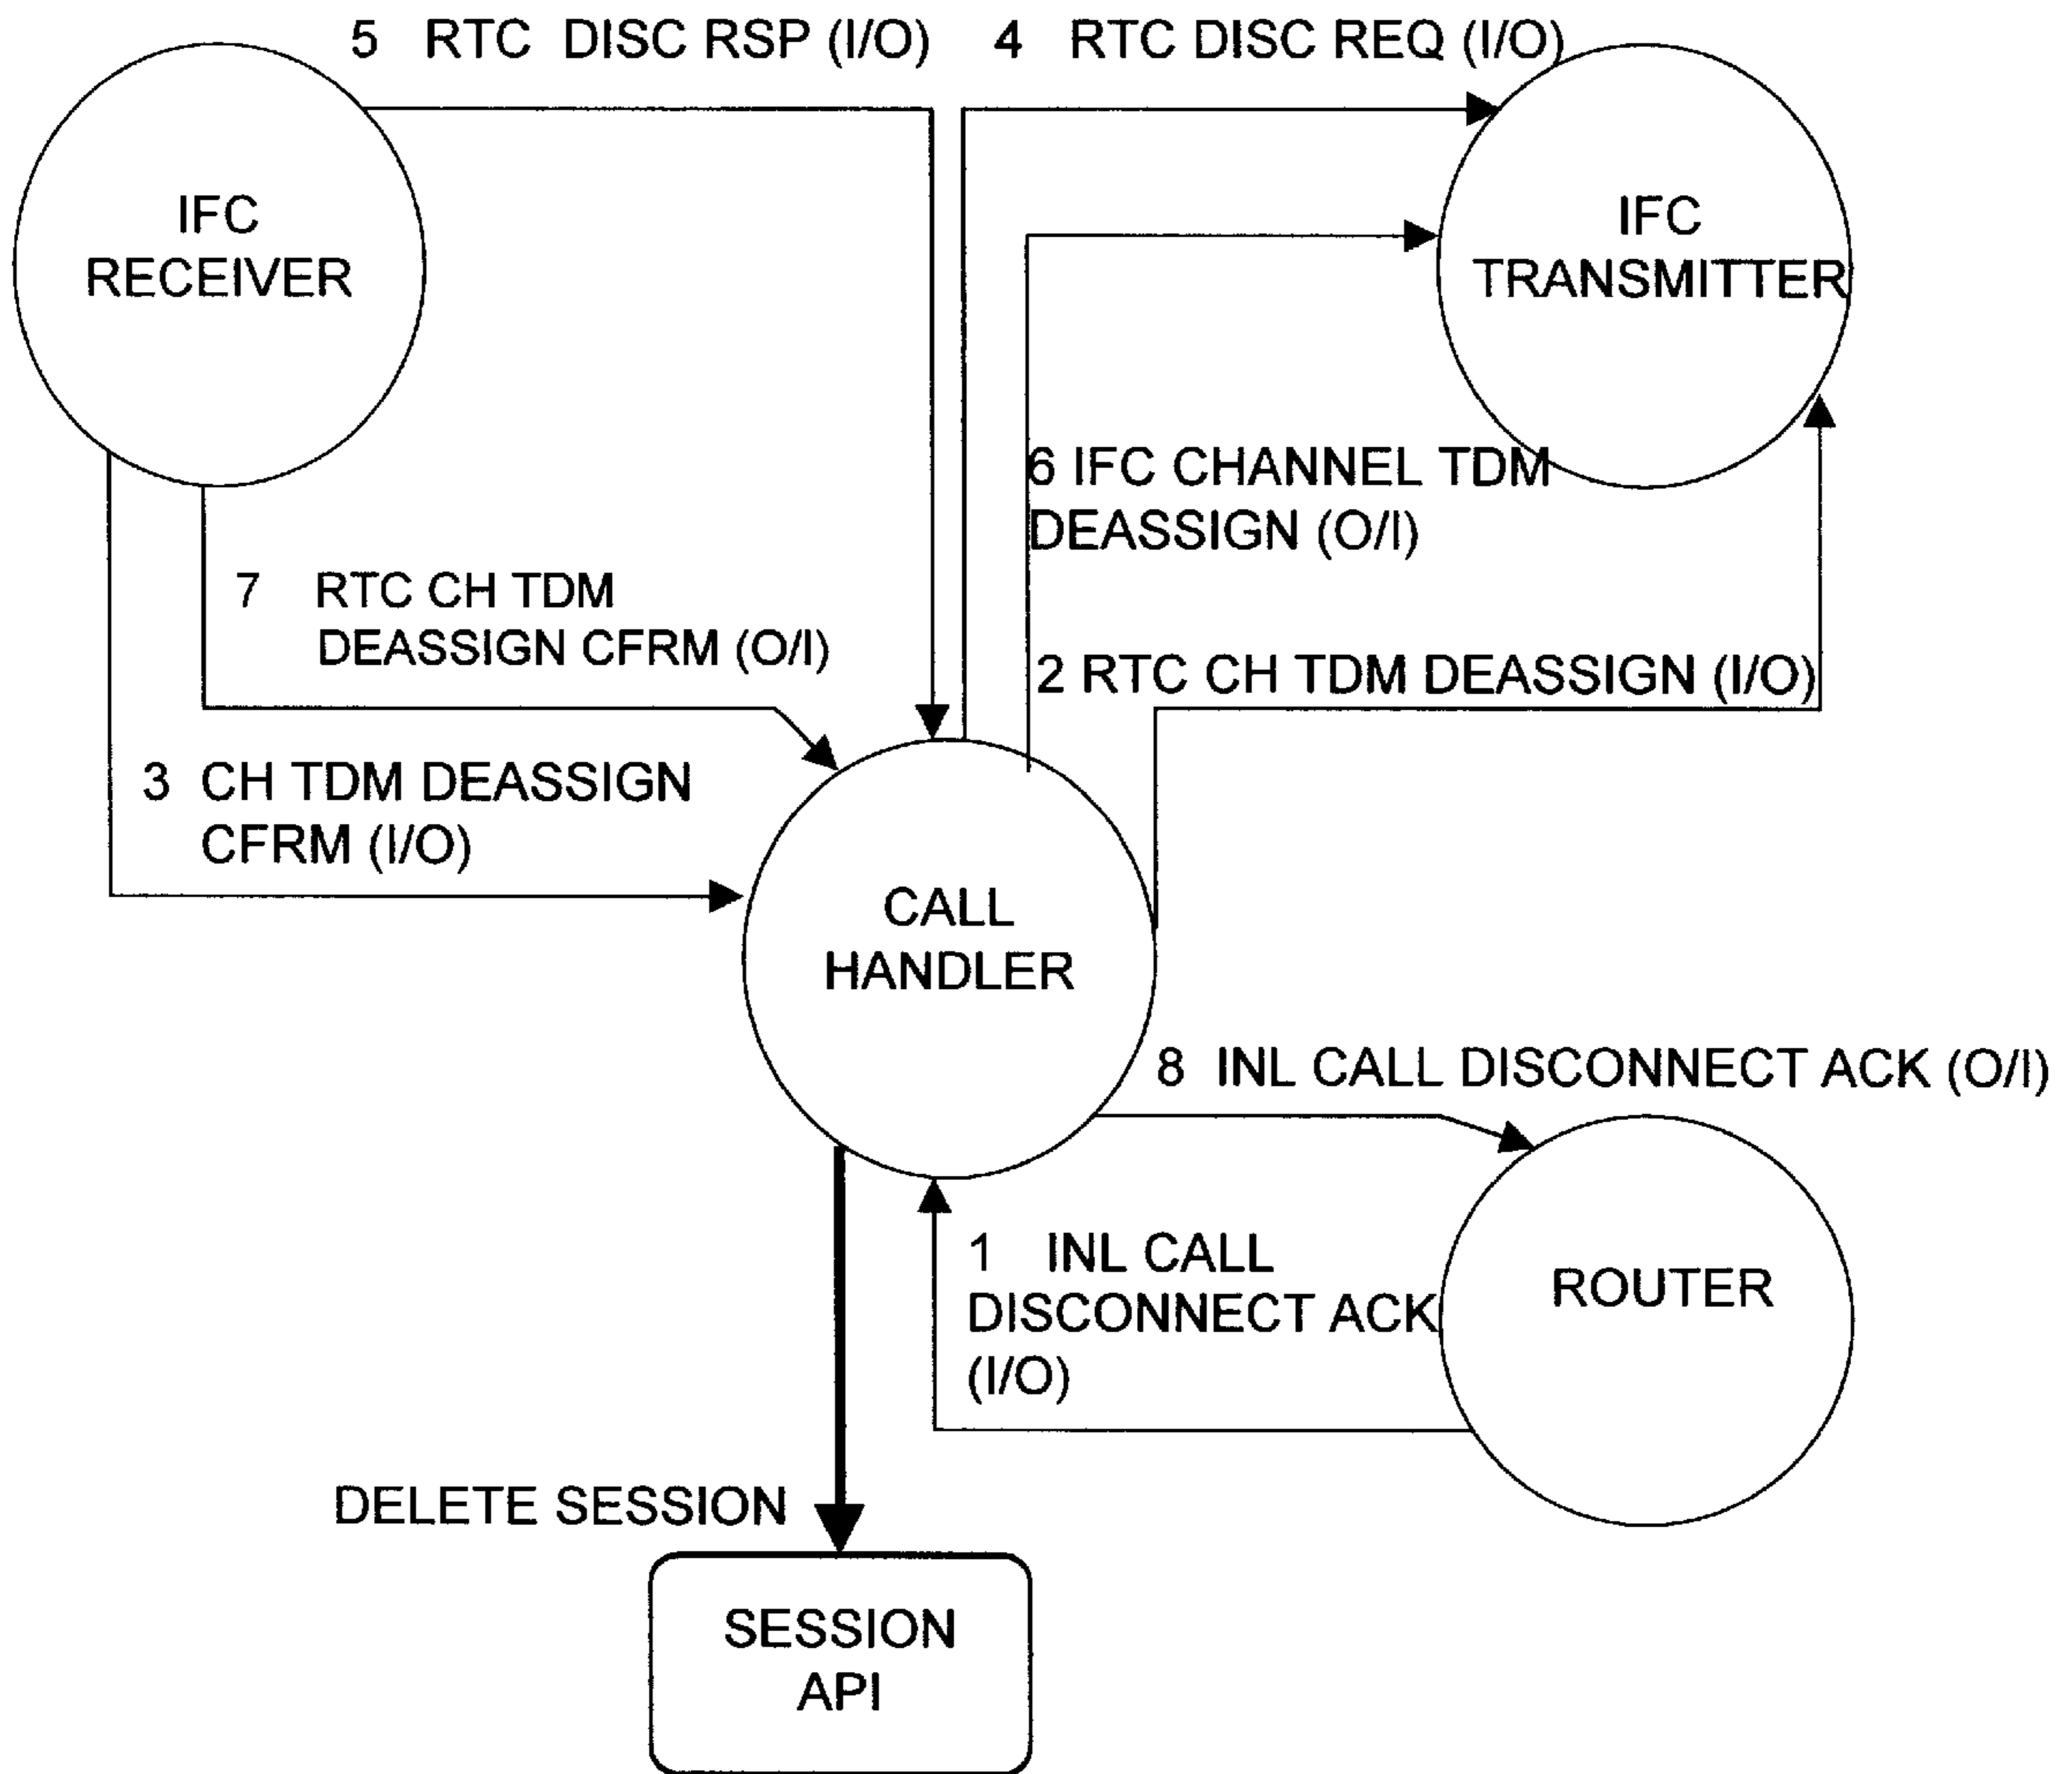 5 RTC DISC RSP (I/O)
4 RTC DISC REQ (I/O)
IFC
RECEIVER
IFC
TRANSMITTER
6 IFC CHANNEL TDM
DEASSIGN (O/I)
7 RTC CH TDM
DEASSIGN CFRM (O/I)
2 RTC CH TDM DEASSIGN (I/O)
3 CH TDM DEASSIGN
CFRM (I/O)
CALL
HANDLER
8 INL CALL DISCONNECT ACK (O/I)
1 INL CALL
DISCONNECT ACK
(I/O)
ROUTER
DELETE SESSION
SESSION
API